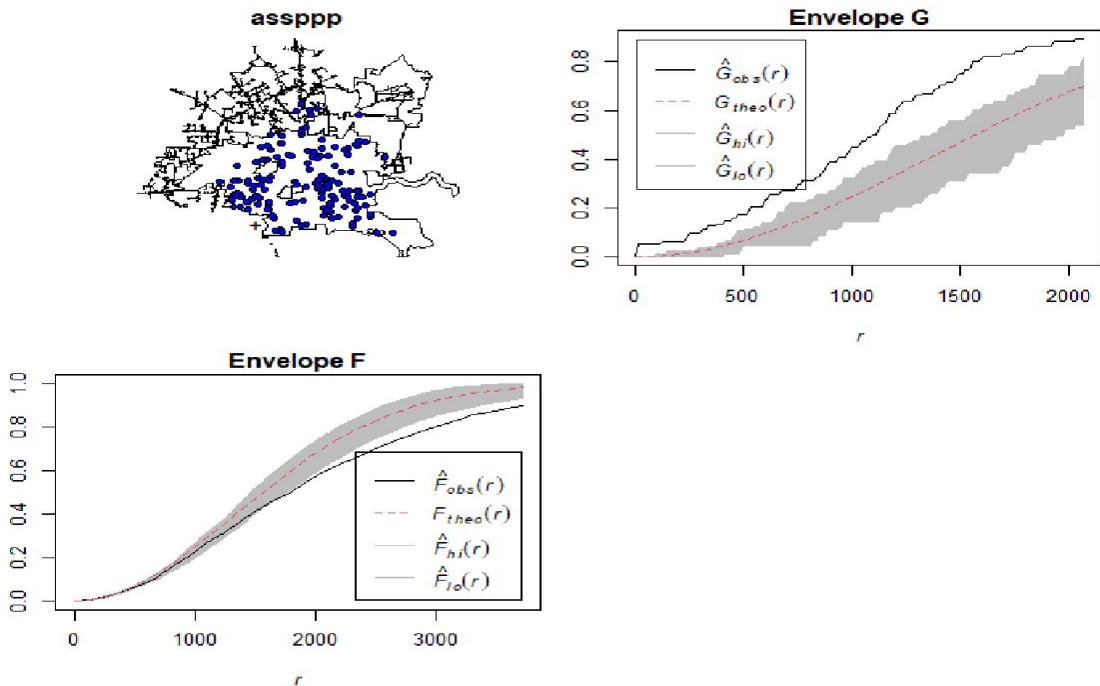 assppp
Envelope G
Ĝobs(r)
Gtheo(r)
Ĝhi(r)
Ĝlo(r)
0.0 0.2 0.4 0.6 0.8
0 500 1000 1500 2000
r
Envelope F
F̂obs(r)
Ftheo(r)
F̂hi(r)
F̂lo(r)
0.0 0.2 0.4 0.6 0.8 1.0
0 1000 2000 3000
r